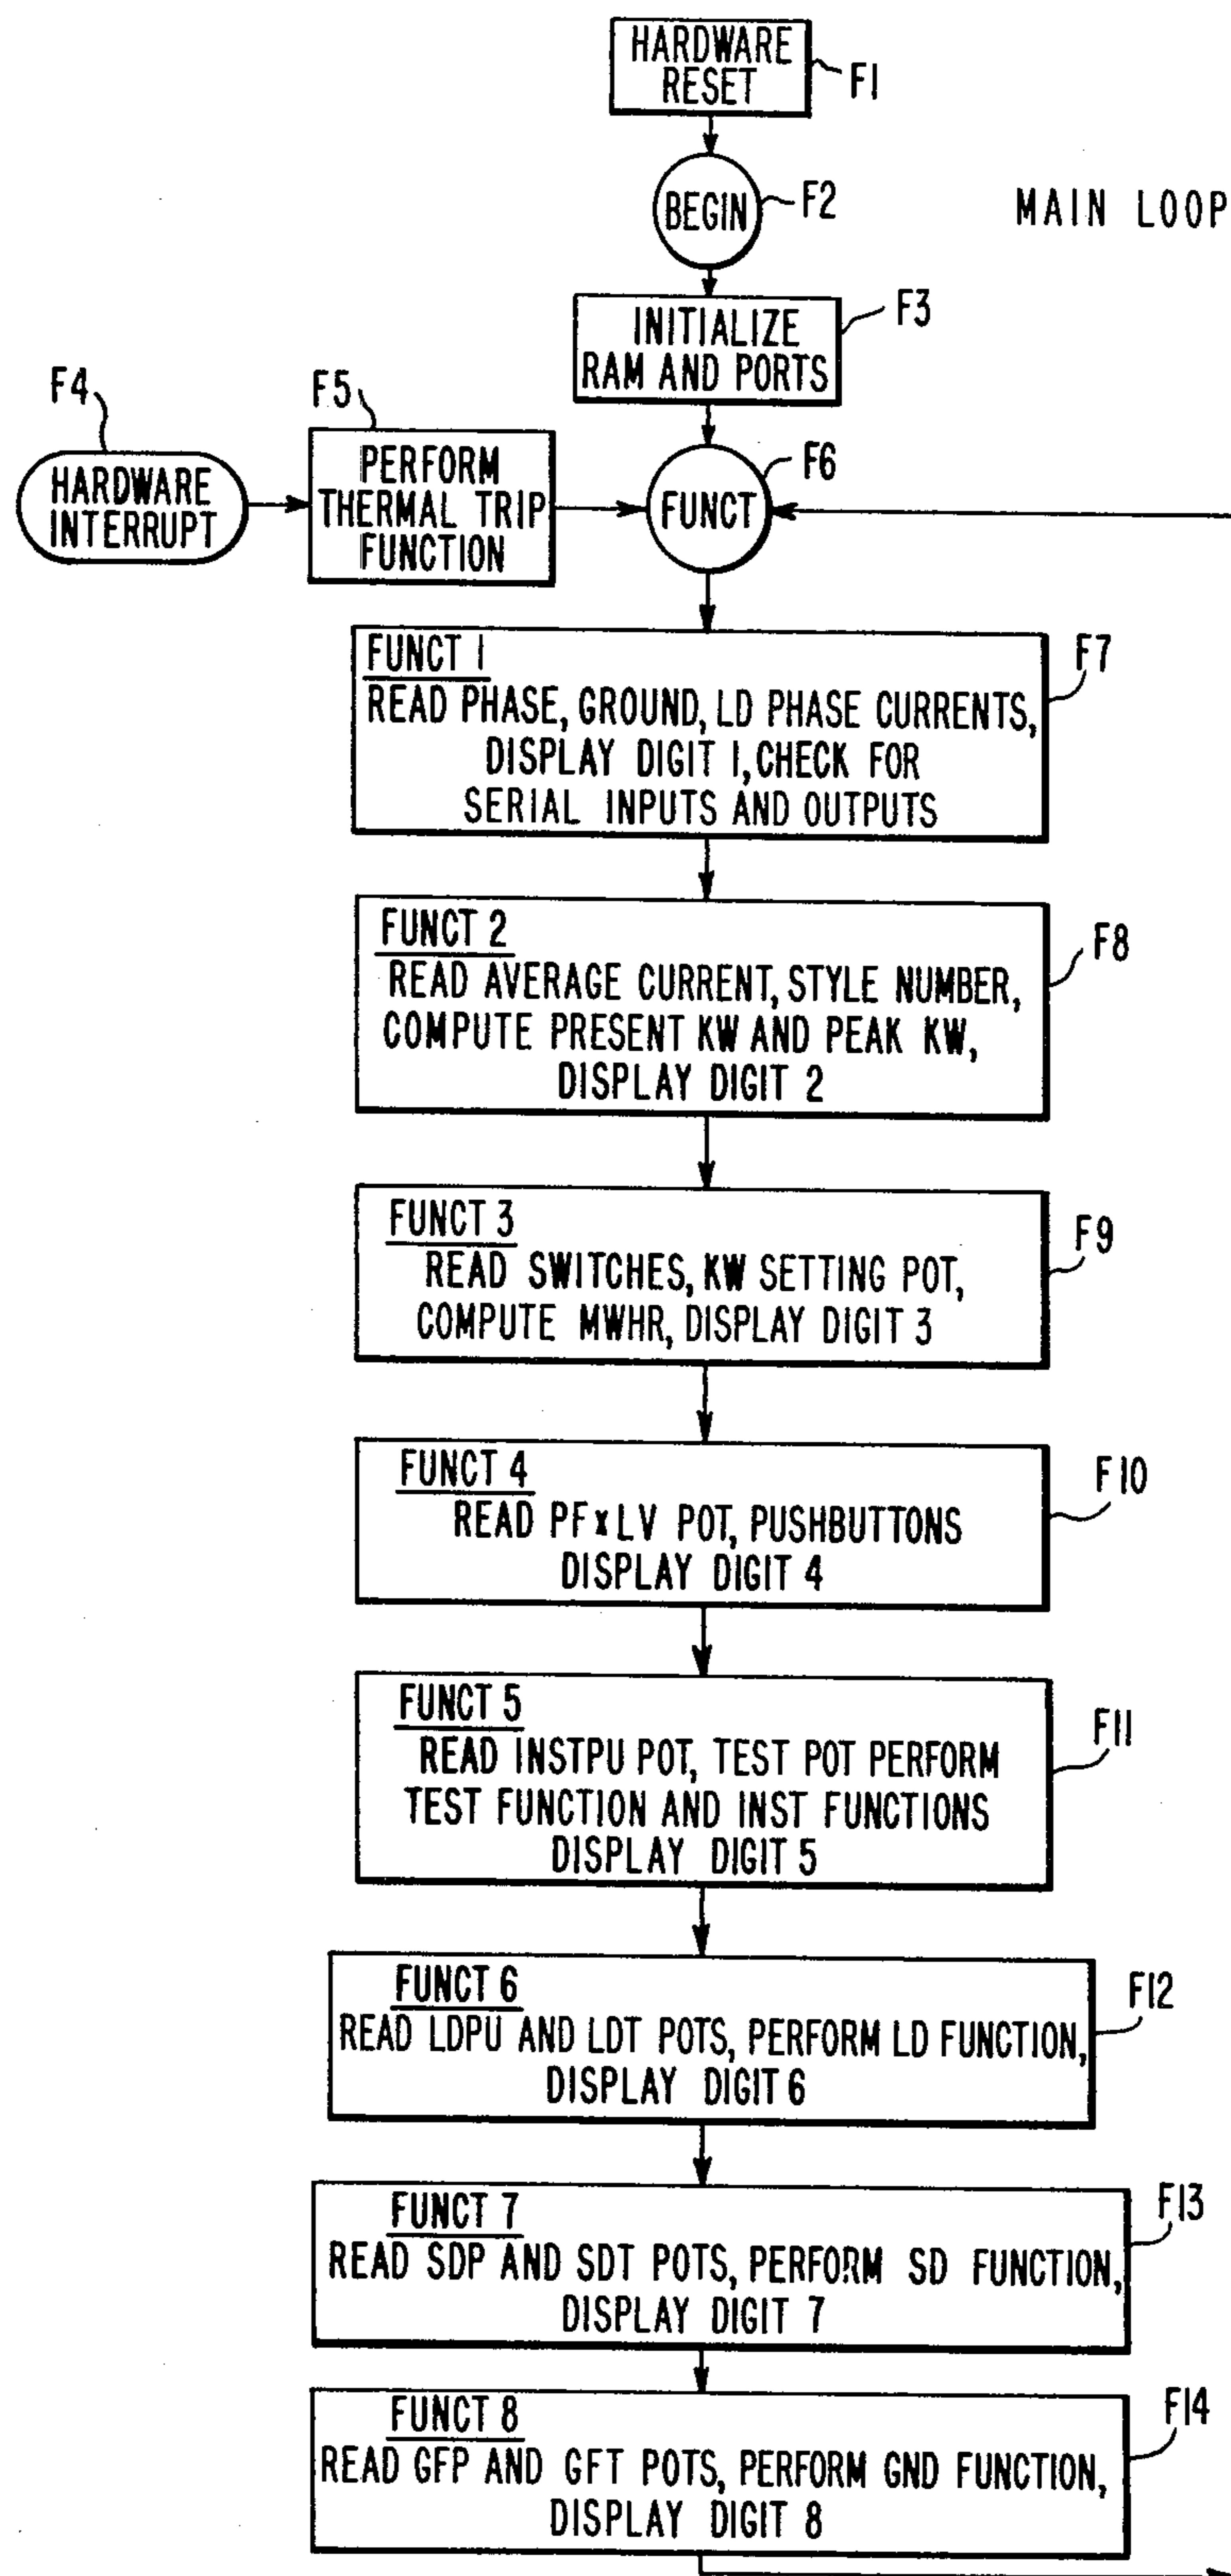 HARDWARE
RESET
F1
BEGIN
F2
MAIN LOOP
INITIALIZE
RAM AND PORTS
F3
F4
HARDWARE
INTERRUPT
F5
PERFORM
THERMAL TRIP
FUNCTION
FUNCT
F6
FUNCT 1
READ PHASE, GROUND, LD PHASE CURRENTS,
DISPLAY DIGIT 1, CHECK FOR
SERIAL INPUTS AND OUTPUTS
F7
FUNCT 2
READ AVERAGE CURRENT, STYLE NUMBER,
COMPUTE PRESENT KW AND PEAK KW,
DISPLAY DIGIT 2
F8
FUNCT 3
READ SWITCHES, KW SETTING POT,
COMPUTE MWHR, DISPLAY DIGIT 3
F9
FUNCT 4
READ PFxLV POT, PUSHBUTTONS
DISPLAY DIGIT 4
F10
FUNCT 5
READ INSTPU POT, TEST POT PERFORM
TEST FUNCTION AND INST FUNCTIONS
DISPLAY DIGIT 5
F11
FUNCT 6
READ LDPU AND LDT POTS, PERFORM LD FUNCTION,
DISPLAY DIGIT 6
F12
FUNCT 7
READ SDP AND SDT POTS, PERFORM SD FUNCTION,
DISPLAY DIGIT 7
F13
FUNCT 8
READ GFP AND GFT POTS, PERFORM GND FUNCTION,
DISPLAY DIGIT 8
F14